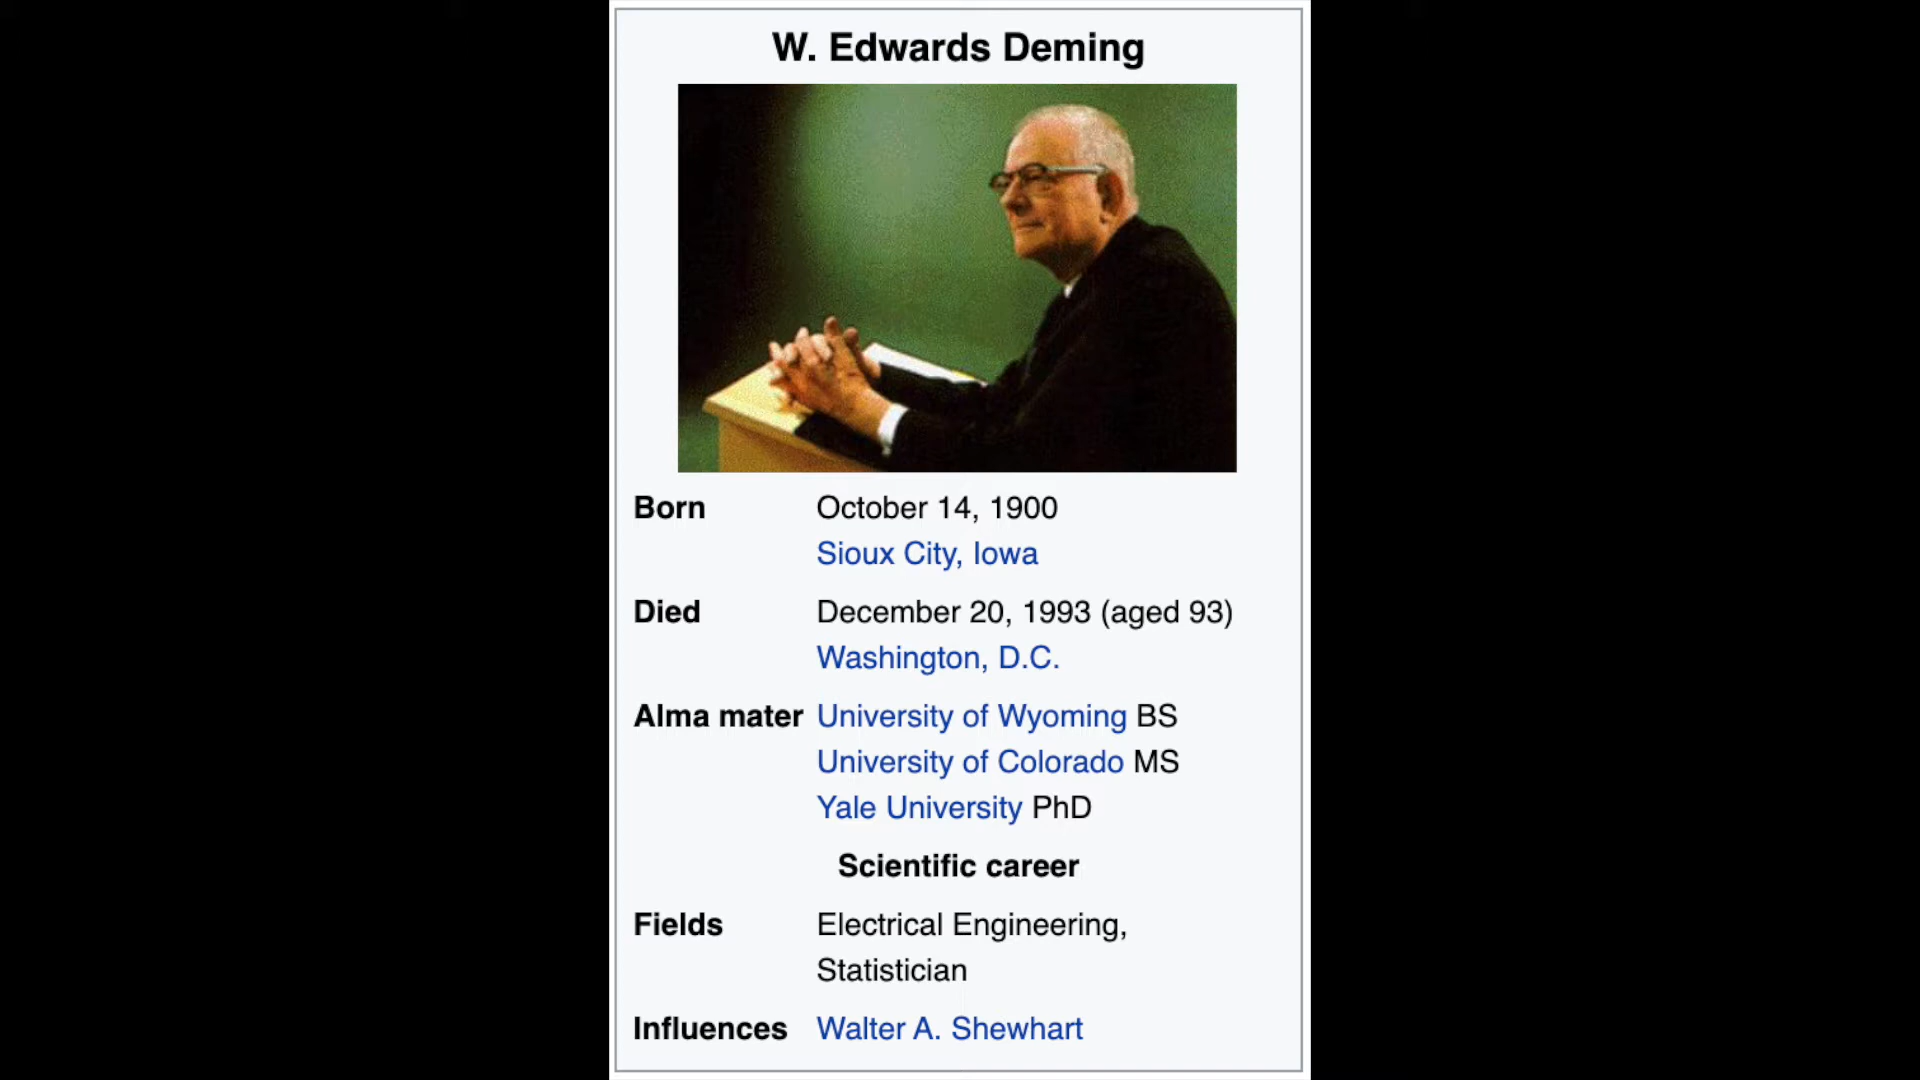 W. Edwards Deming
Born October 14, 1900
Sioux City, Iowa
Died December 20, 1993 (aged 93)
Washington, D.C.
Alma mater University of Wyoming BS
University of Colorado MS
Yale University PhD
Scientific career
Fields Electrical Engineering,
Statistician
Influences Walter A. Shewhart